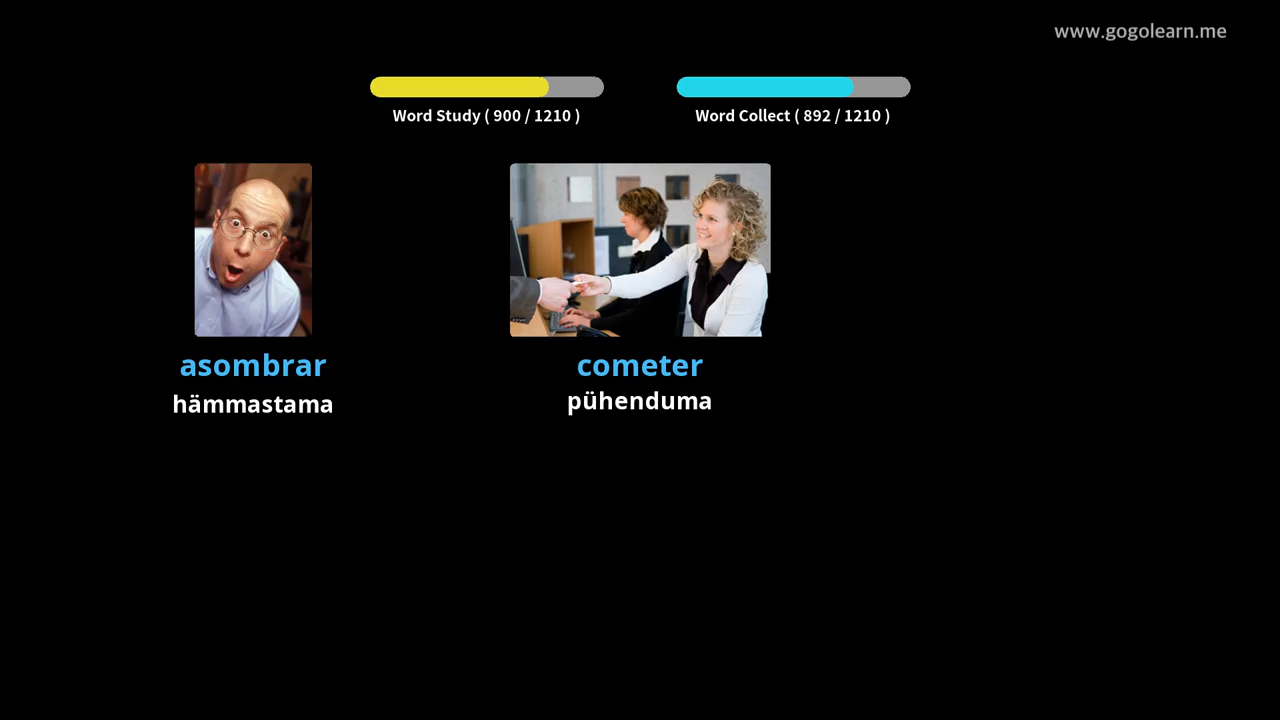 www.gogolearn.me
Word Study ( 900 / 1210 )
Word Collect ( 892 / 1210 )
asombrar
hämmastama
cometer
pühenduma